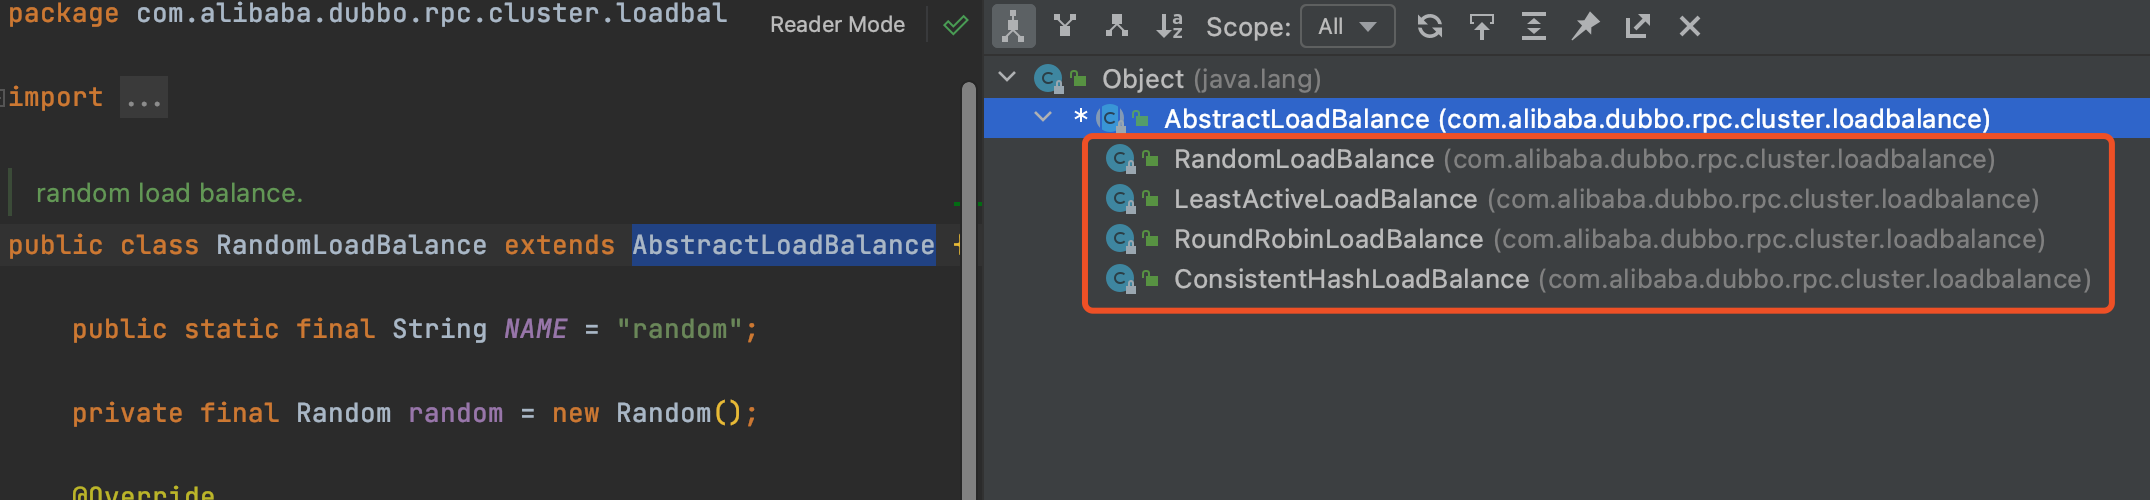 package com.alibaba.dubbo.rpc.cluster.loadbal
Reader Mode
import ...
random load balance.
public class RandomLoadBalance extends AbstractLoadBalance
public static final String NAME = "random";
private final Random random = new Random();
@Override
Scope: All
Object (java.lang)
* AbstractLoadBalance (com.alibaba.dubbo.rpc.cluster.loadbalance)
RandomLoadBalance (com.alibaba.dubbo.rpc.cluster.loadbalance)
LeastActiveLoadBalance (com.alibaba.dubbo.rpc.cluster.loadbalance)
RoundRobinLoadBalance (com.alibaba.dubbo.rpc.cluster.loadbalance)
ConsistentHashLoadBalance (com.alibaba.dubbo.rpc.cluster.loadbalance)